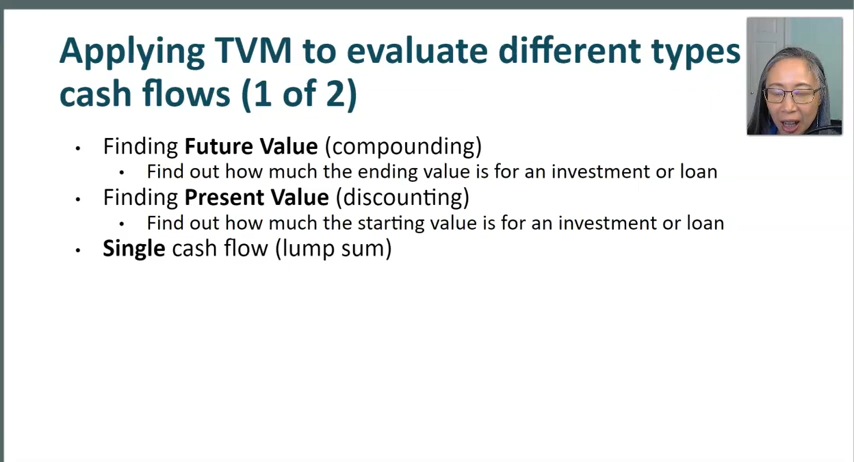 Applying TVM to evaluate different types
cash flows (1 of 2)
• Finding Future Value (compounding)
• Find out how much the ending value is for an investment or loan
• Finding Present Value (discounting)
• Find out how much the starting value is for an investment or loan
• Single cash flow (lump sum)